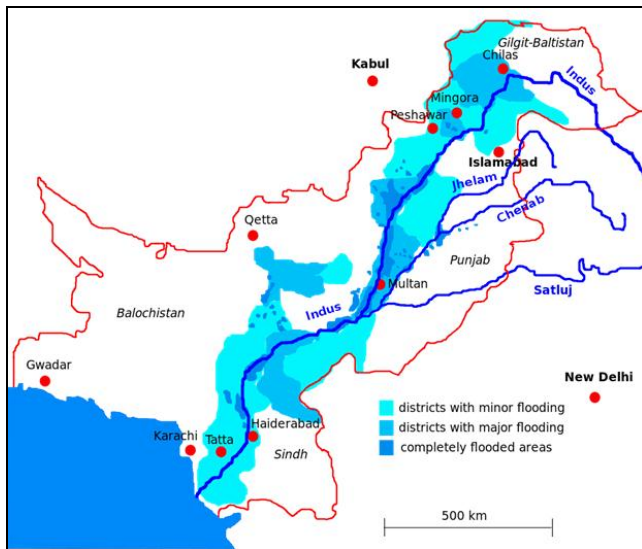 Gilgit-Baltistan
Chilas
Kabul
Indus
Mingora
Peshawar
Islamabad
Jhelam
Chenab
Qetta
Punjab
Multan
Satluj
Indus
Balochistan
Gwadar
New Delhi
districts with minor flooding
Haiderabad
districts with major flooding
Karachi
Tatta
completely flooded areas
Sindh
500 km